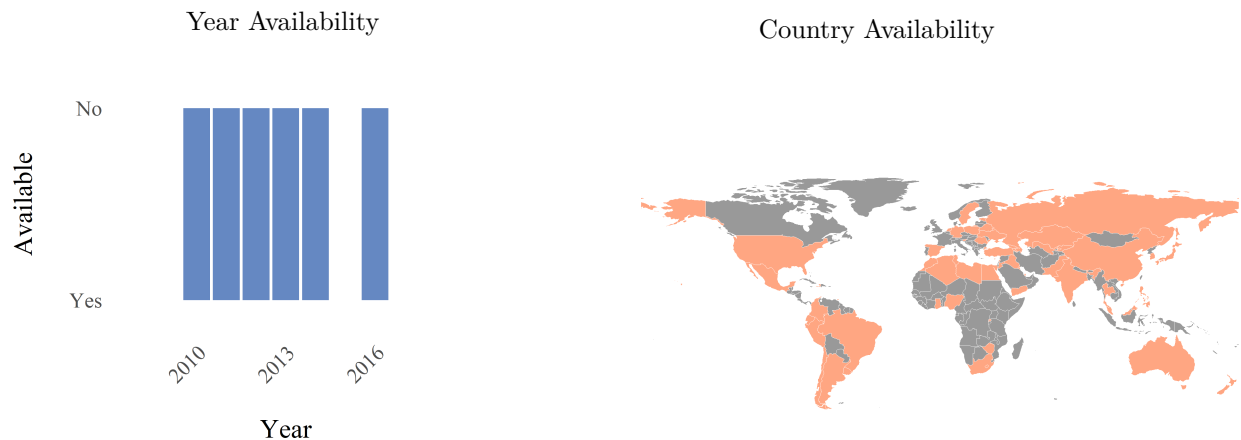 Year Availability
Country Availability
No
Available
Yes
2010
2013
2016
Year